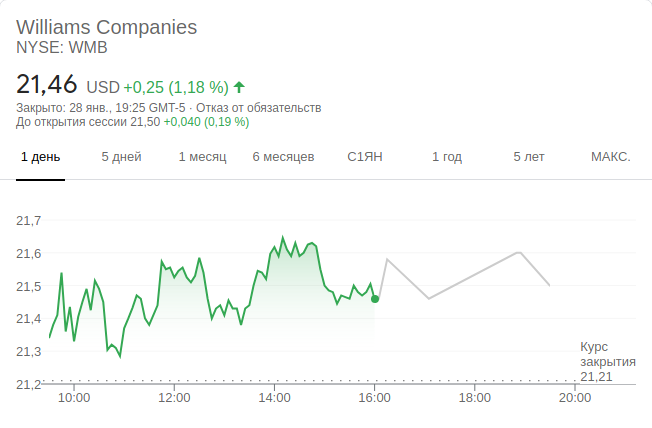 Williams Companies
NYSE: WMB
21,46 USD +0,25 (1,18 %)
Закрыто: 28 янв., 19:25 GMT-5 · Отказ от обязательств
До открытия сессии 21,50 +0,040 (0,19 %)
1 день 5 дней 1 месяц 6 месяцев С1ЯН 1 год 5 лет МАКС.
21,7
21,6
21,5
21,4
21,3
21,2
Курс
закрытия
21,21
10:00 12:00 14:00 16:00 18:00 20:00